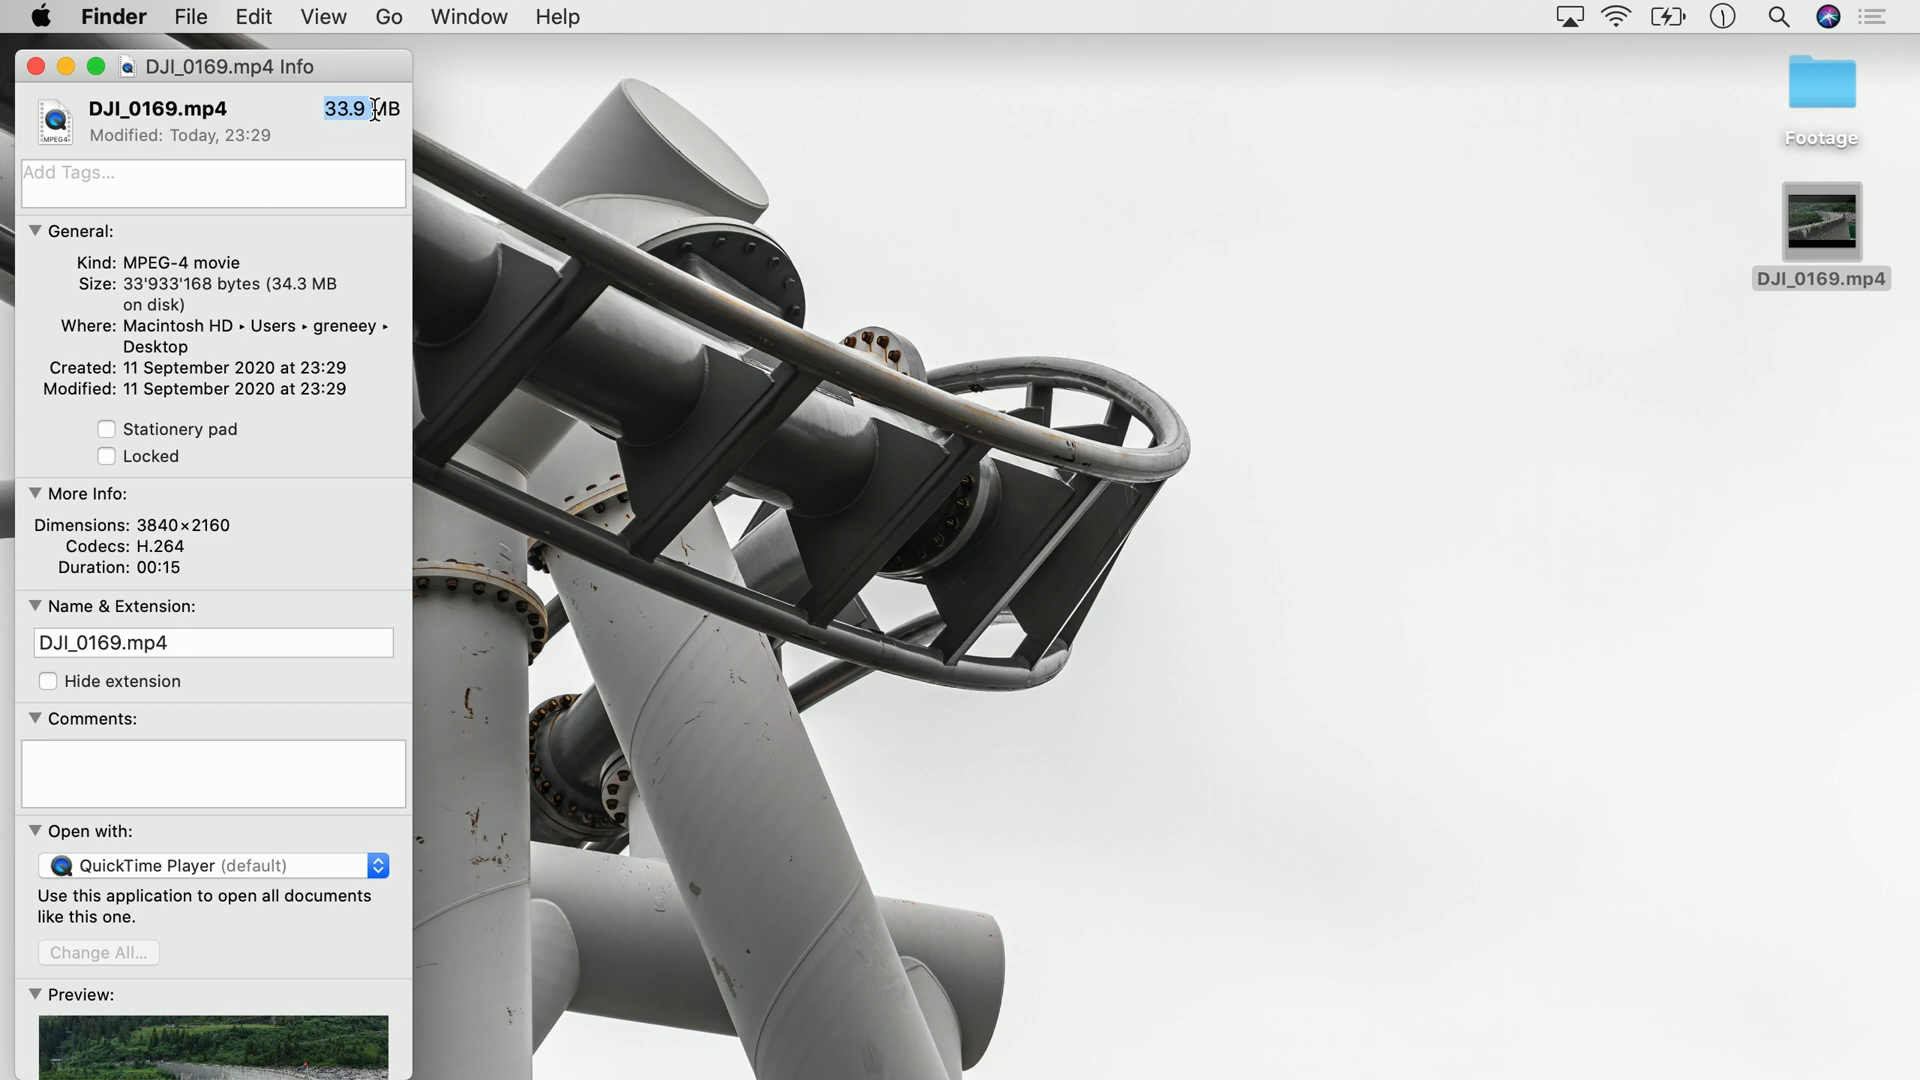 Finder File Edit View Go Window Help
DJI_0169.mp4 Info
DJI_0169.mp4 33.9 MB
Modified: Today, 23:29
MPEG4
Add Tags...
General:
Kind: MPEG-4 movie
Size: 33'933'168 bytes (34.3 MB
on disk)
Where: Macintosh HD ▸ Users ▸ greneey ▸
Desktop
Created: 11 September 2020 at 23:29
Modified: 11 September 2020 at 23:29
Stationery pad
Locked
More Info:
Dimensions: 3840×2160
Codecs: H.264
Duration: 00:15
Name & Extension:
DJI_0169.mp4
Hide extension
Comments:
Open with:
QuickTime Player (default)
Use this application to open all documents
like this one.
Change All...
Preview:
Footage
DJI_0169.mp4